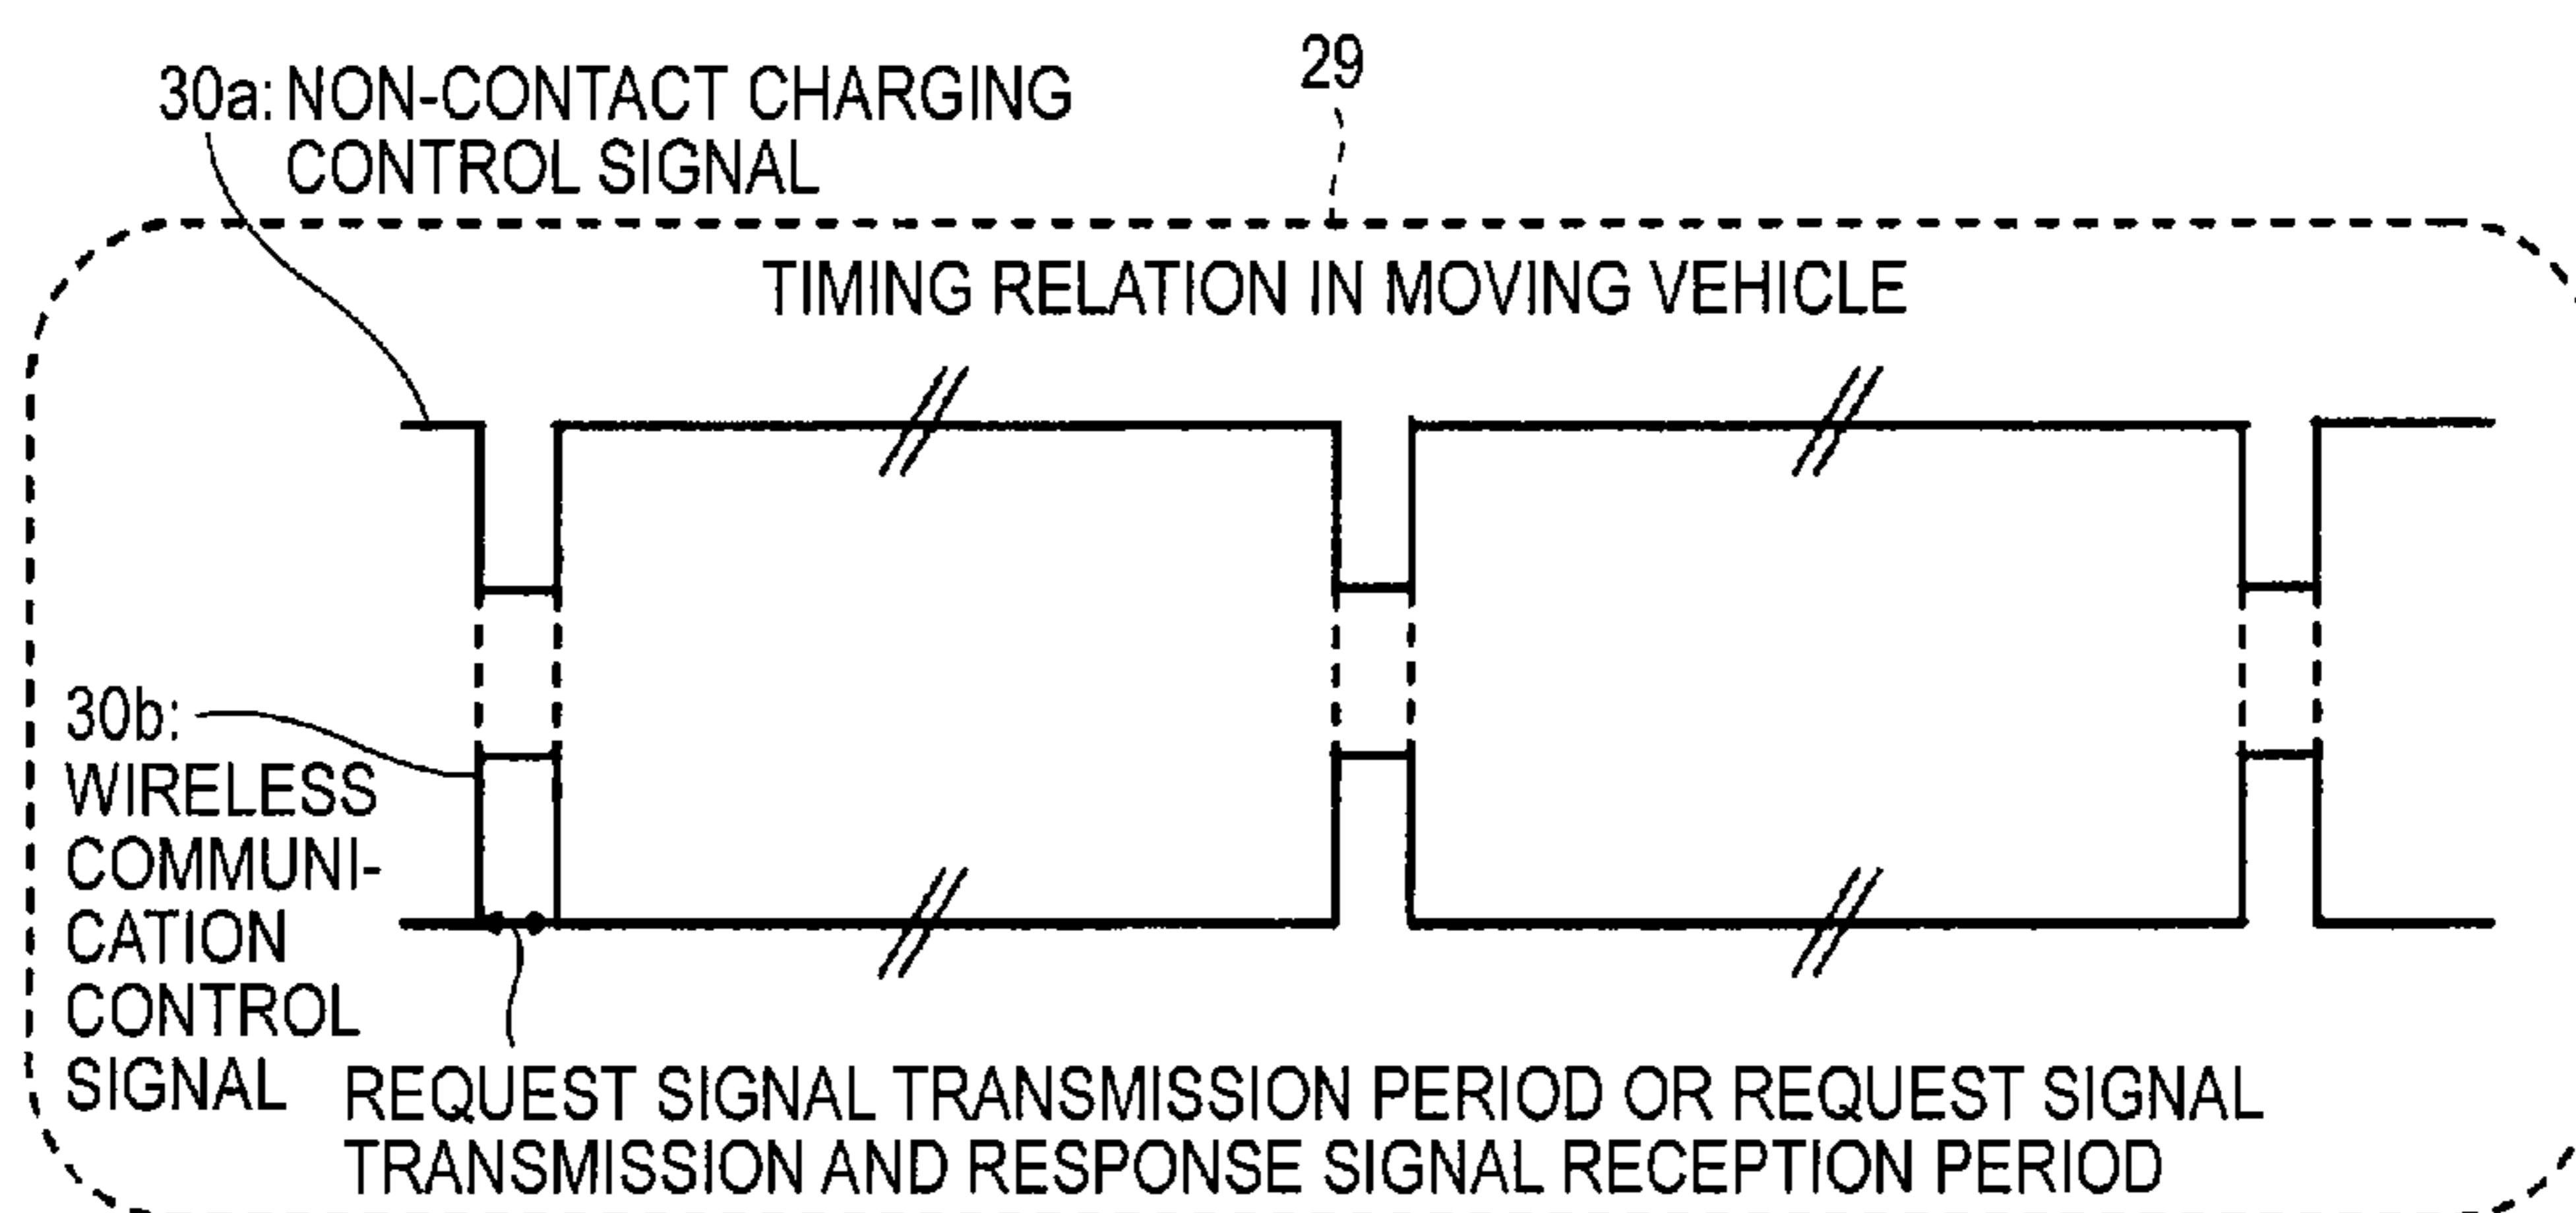 29
30a: NON-CONTACT CHARGING
CONTROL SIGNAL
TIMING RELATION IN MOVING VEHICLE
30b:
WIRELESS
COMMUNI-
CATION
CONTROL
SIGNAL
REQUEST SIGNAL TRANSMISSION PERIOD OR REQUEST SIGNAL
TRANSMISSION AND RESPONSE SIGNAL RECEPTION PERIOD